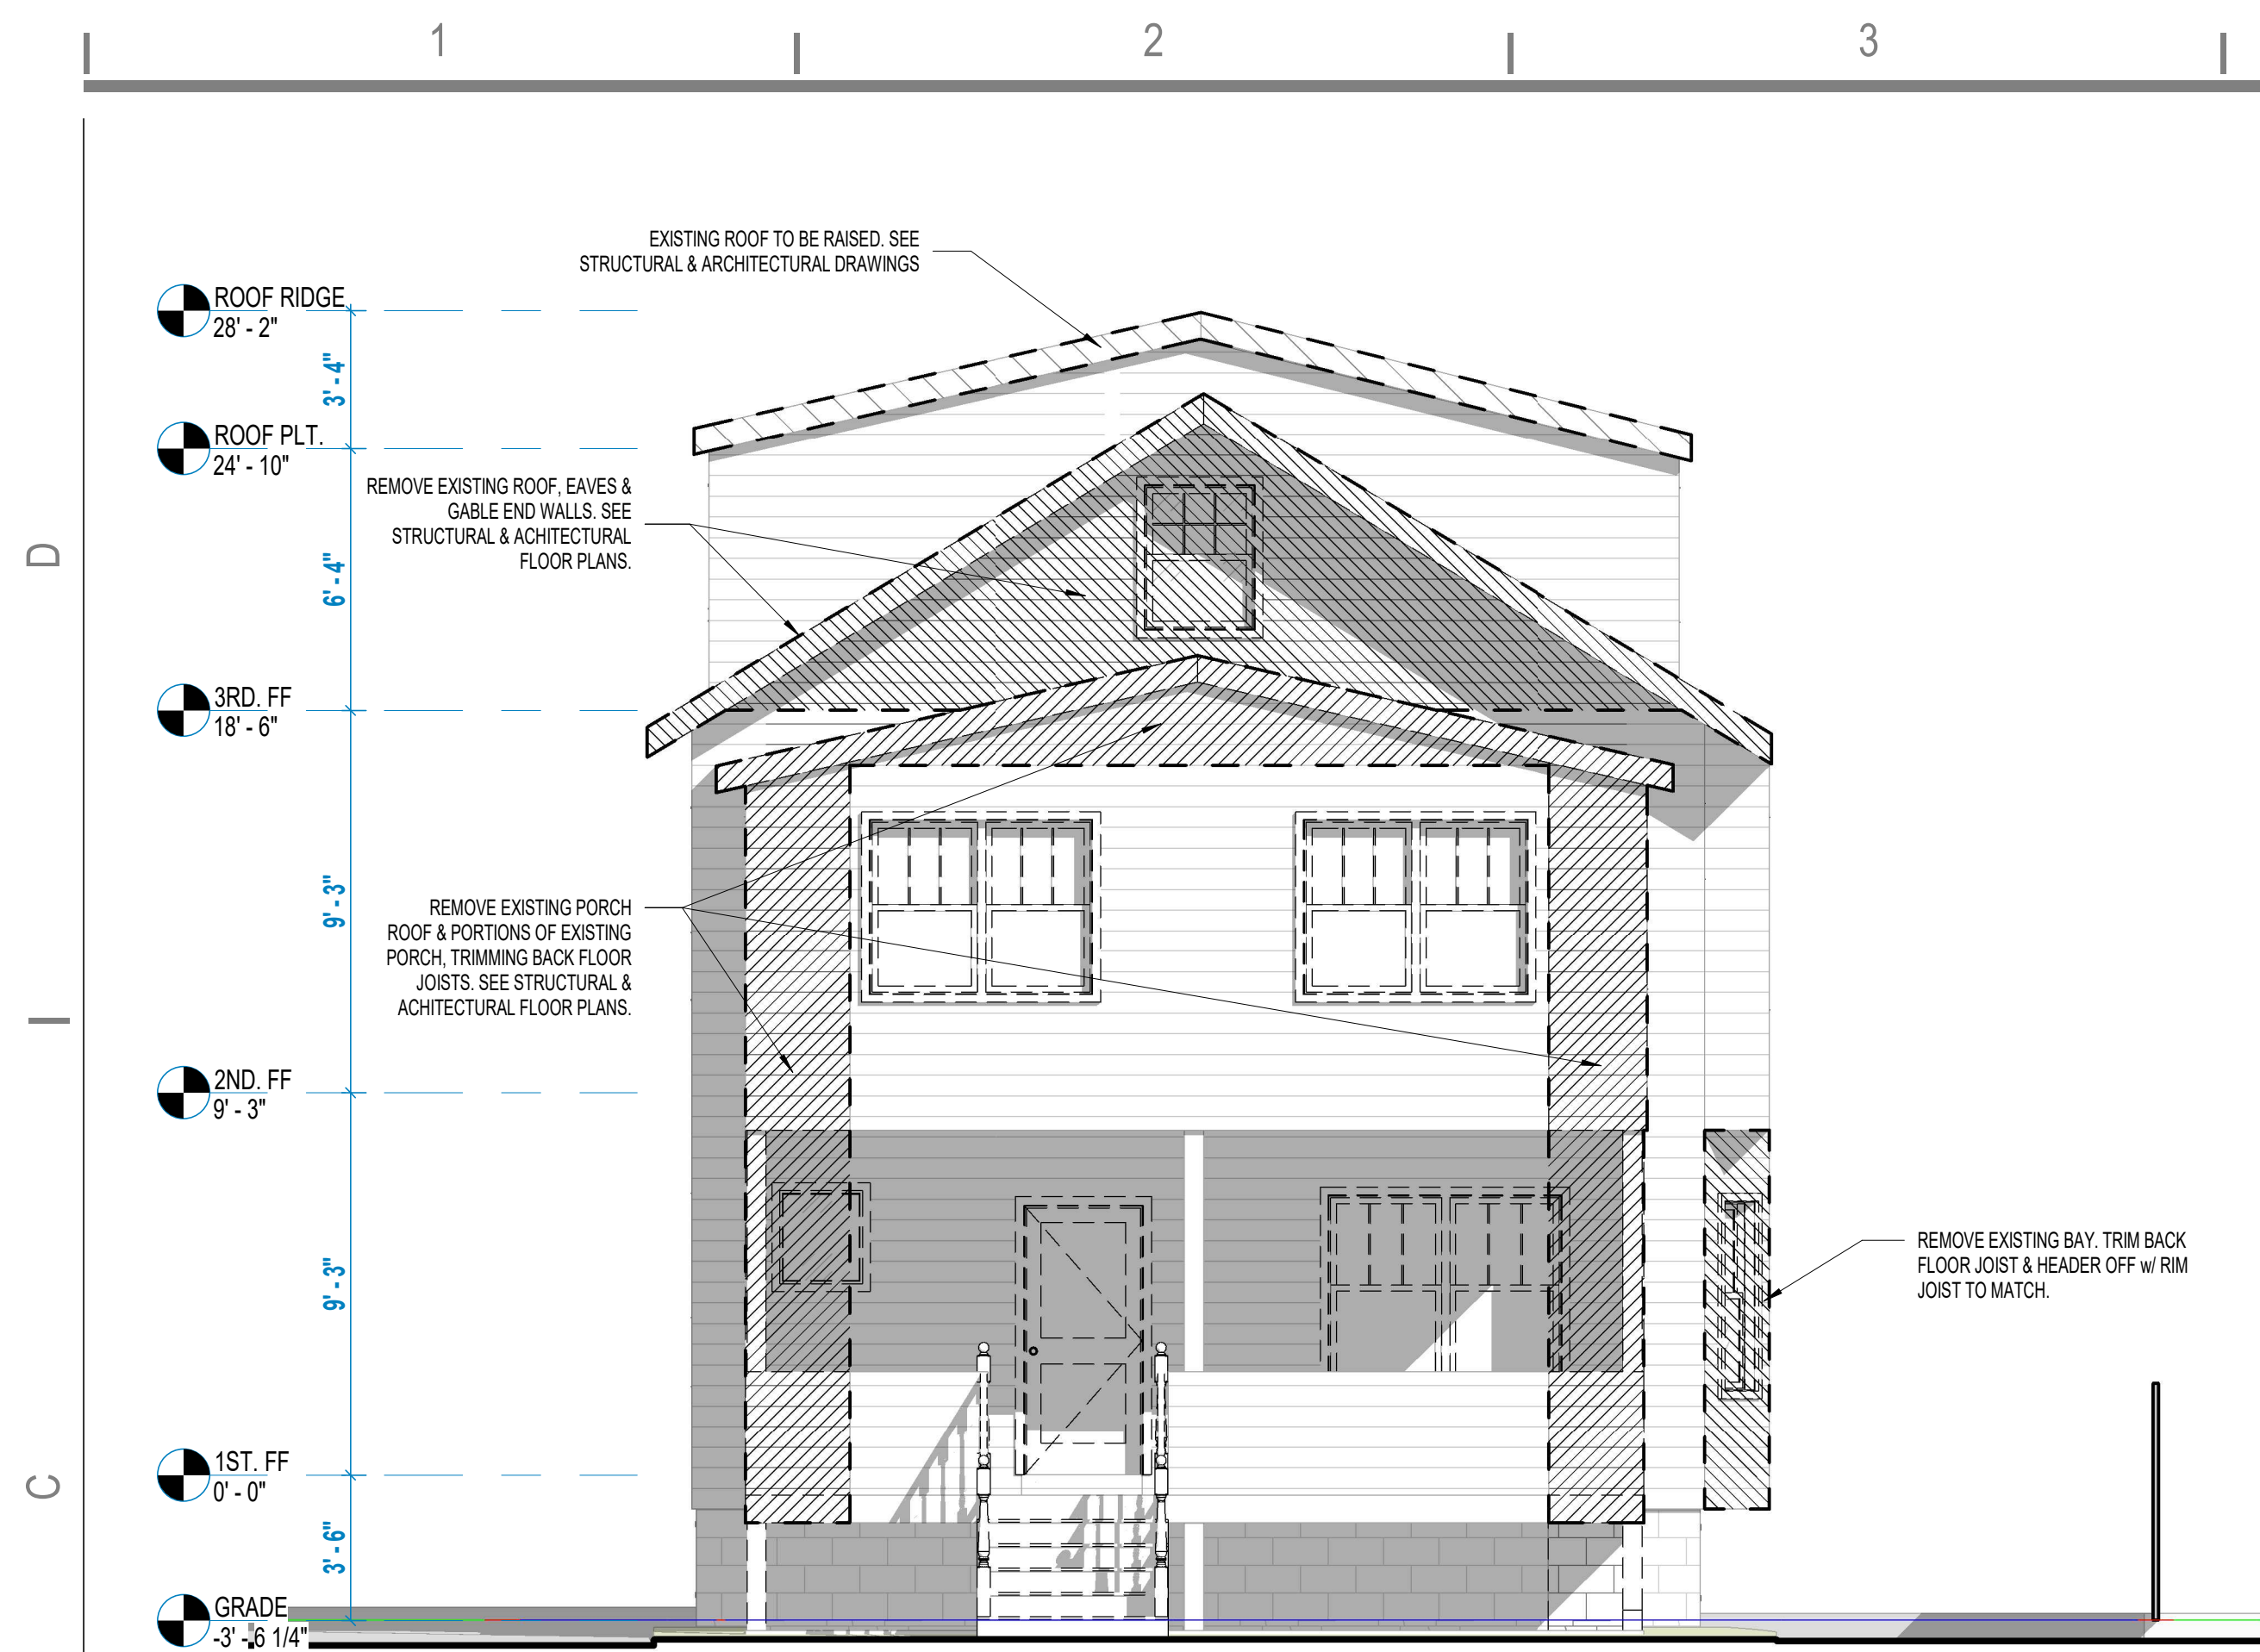 1
2
3
EXISTING ROOF TO BE RAISED. SEE
STRUCTURAL & ARCHITECTURAL DRAWINGS
ROOF RIDGE
28' - 2"
3' - 4"
ROOF PLT.
24' - 10"
REMOVE EXISTING ROOF, EAVES &
GABLE END WALLS. SEE
STRUCTURAL & ACHITECTURAL
FLOOR PLANS.
D
6' - 4"
3RD. FF
18' - 6"
9' - 3"
REMOVE EXISTING PORCH
ROOF & PORTIONS OF EXISTING
PORCH, TRIMMING BACK FLOOR
JOISTS. SEE STRUCTURAL &
ACHITECTURAL FLOOR PLANS.
2ND. FF
9' - 3"
9' - 3"
REMOVE EXISTING BAY. TRIM BACK
FLOOR JOIST & HEADER OFF w/ RIM
JOIST TO MATCH.
1ST. FF
0' - 0"
C
3' - 6"
GRADE
-3' - 6 1/4"